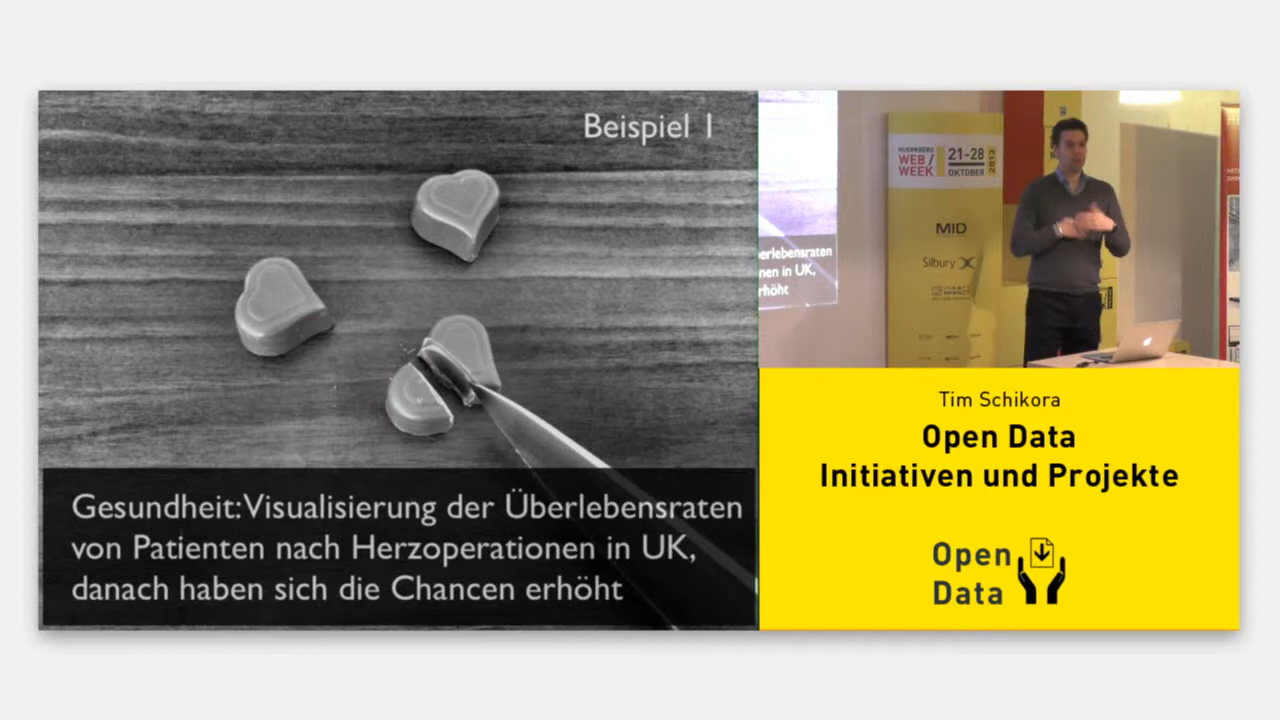 Beispiel 1
Gesundheit: Visualisierung der Überlebensraten
von Patienten nach Herzoperationen in UK,
danach haben sich die Chancen erhöht
NUERNBERG
WEB/
WEEK
21-28
OKTOBER
2013
MID
Silbury
erlebensraten
nen in UK,
rhöht
Tim Schikora
Open Data
Initiativen und Projekte
Open
Data